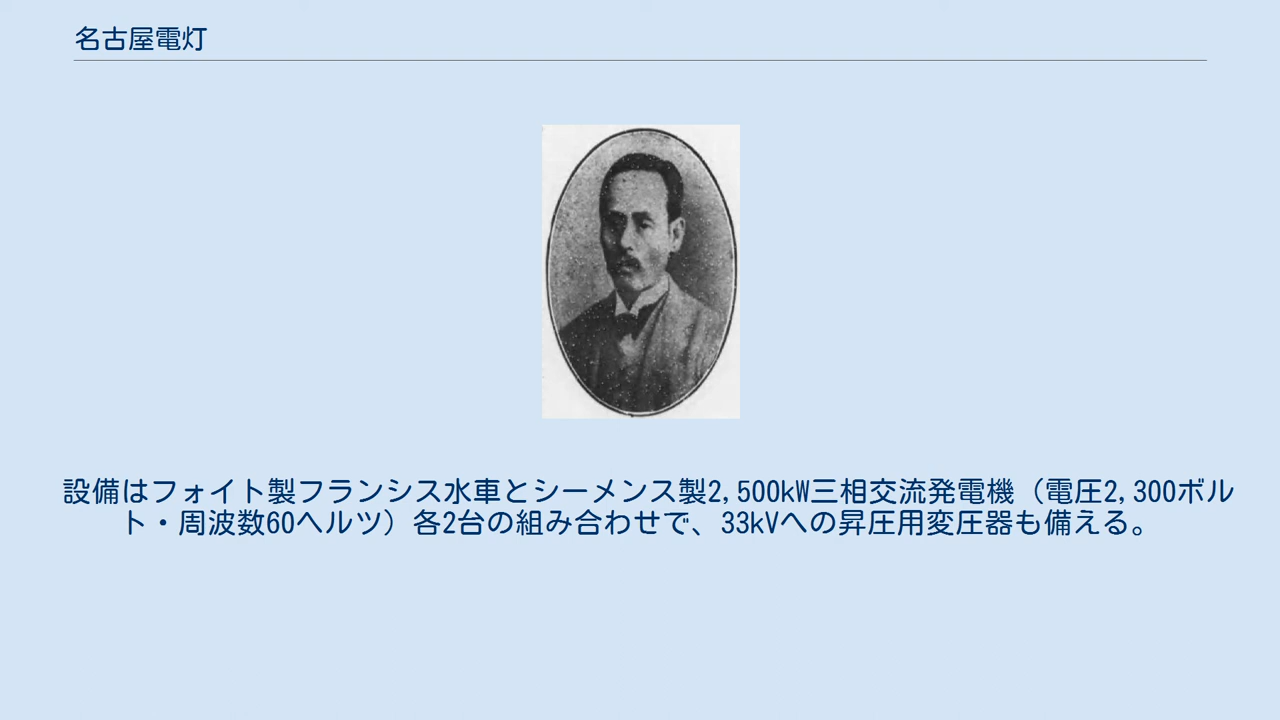 名古屋電灯
設備はフォイト製フランシス水車とシーメンス製2,500kW三相交流発電機（電圧2,300ボル
ト・周波数60ヘルツ）各2台の組み合わせで、33kVへの昇圧用変圧器も備える。